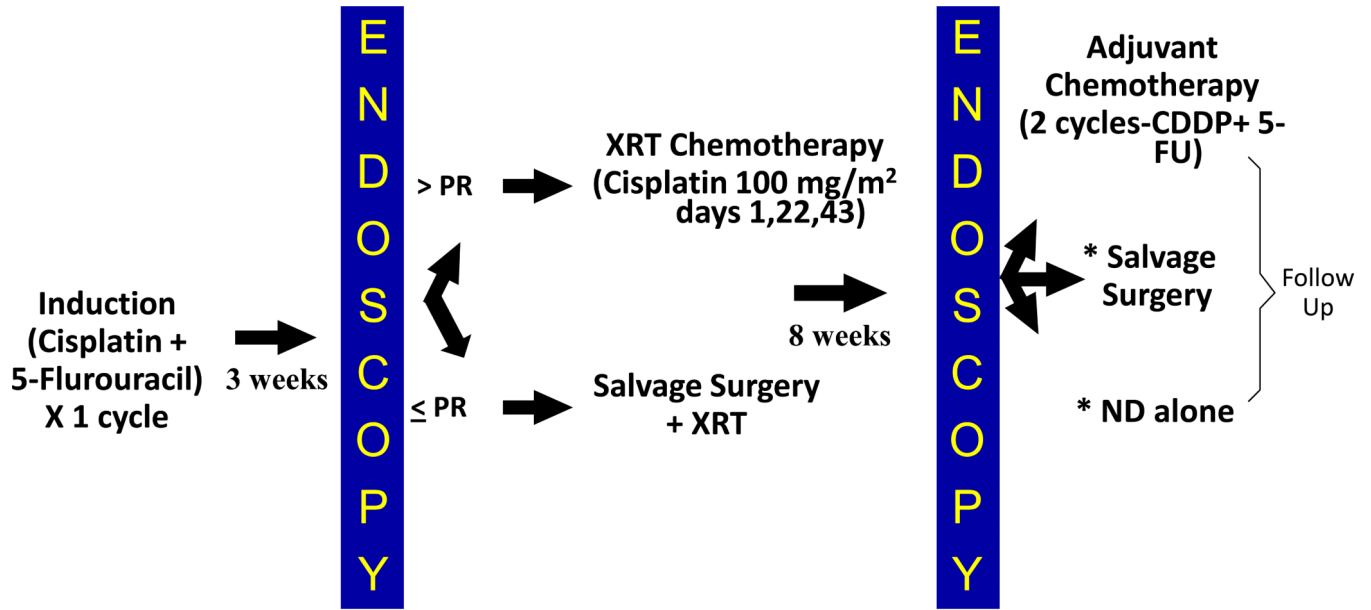 Induction
(Cisplatin +
5-Flurouracil)
X 1 cycle
3 weeks
ENDOSCOPY
> PR
≤ PR
XRT Chemotherapy
(Cisplatin 100 mg/m²
days 1,22,43)
Salvage Surgery
+ XRT
8 weeks
ENDOSCOPY
Adjuvant
Chemotherapy
(2 cycles-CDDP+ 5-
FU)
* Salvage
Surgery
* ND alone
Follow
Up